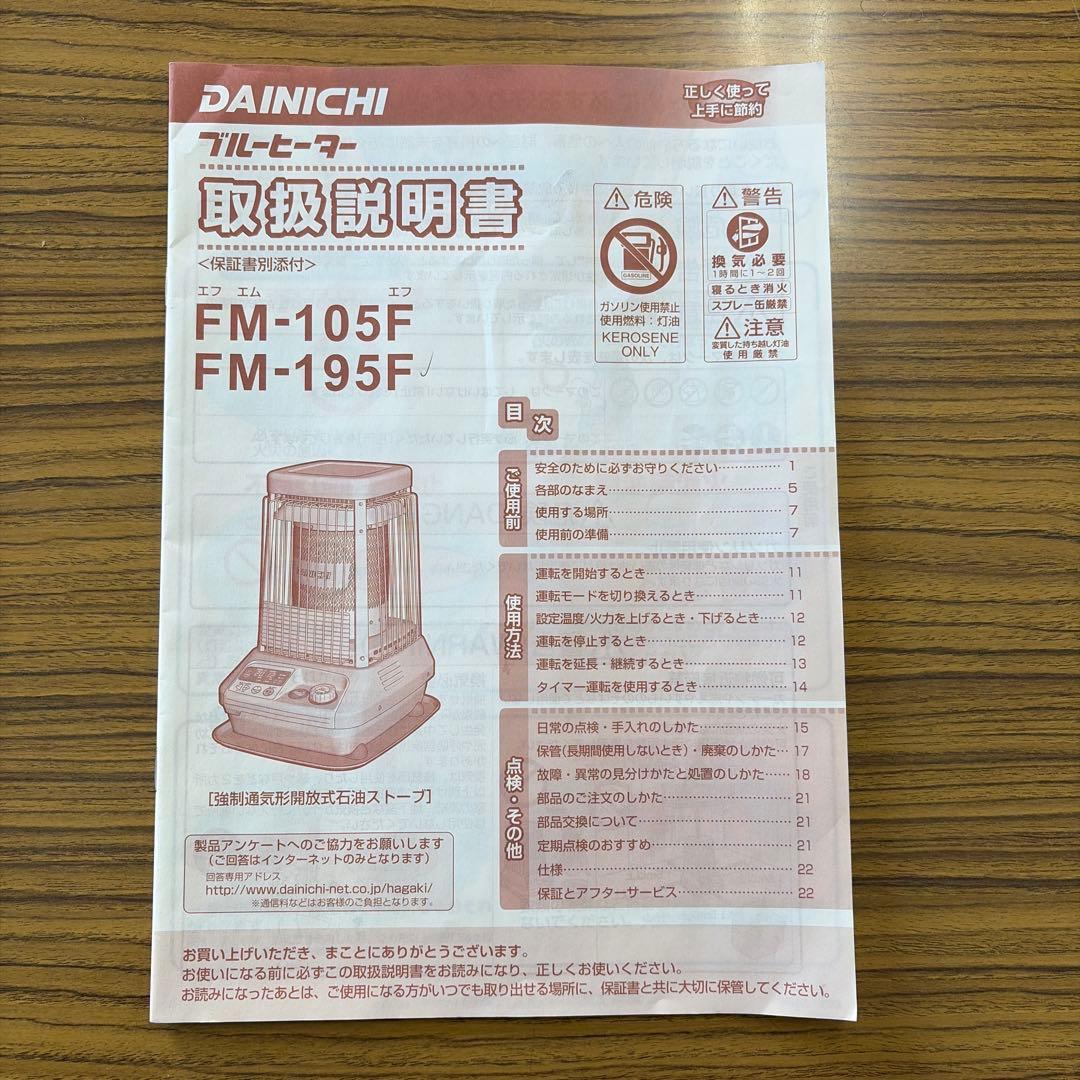 DAINICHI
正しく使って
上手に節約
ブルーヒーター
取扱説明書
<保証書別添付>
エフ エム エフ
FM-105F
FM-195F
危険
GASOLINE
ガソリン使用禁止
使用燃料：灯油
KEROSENE
ONLY
警告
換気必要
1時間に1～2回
寝るとき消火
スプレー缶厳禁
注意
変質した持ち越し灯油
使用厳禁
目次
ご使用前
安全のために必ずお守りください……………1
各部のなまえ……………………………………5
使用する場所……………………………………7
使用前の準備……………………………………7
使用方法
運転を開始するとき……………………………11
運転モードを切り換えるとき…………………11
設定温度/火力を上げるとき・下げるとき……12
運転を停止するとき……………………………12
運転を延長・継続するとき……………………13
タイマー運転を使用するとき…………………14
点検・その他
日常の点検・手入れのしかた…………………15
保管(長期間使用しないとき)・廃棄のしかた…17
故障・異常の見分けかたと処置のしかた……18
部品のご注文のしかた…………………………21
部品交換について………………………………21
定期点検のおすすめ……………………………21
仕様………………………………………………22
保証とアフターサービス………………………22
DAINICHI
[強制通気形開放式石油ストーブ]
製品アンケートへのご協力をお願いします
(ご回答はインターネットのみとなります)
回答専用アドレス
http://www.dainichi-net.co.jp/hagaki/
※通信料などはお客様のご負担となります。
お買い上げいただき、まことにありがとうございます。
お使いになる前に必ずこの取扱説明書をお読みになり、正しくお使いください。
お読みになったあとは、ご使用になる方がいつでも取り出せる場所に、保証書と共に大切に保管してください。